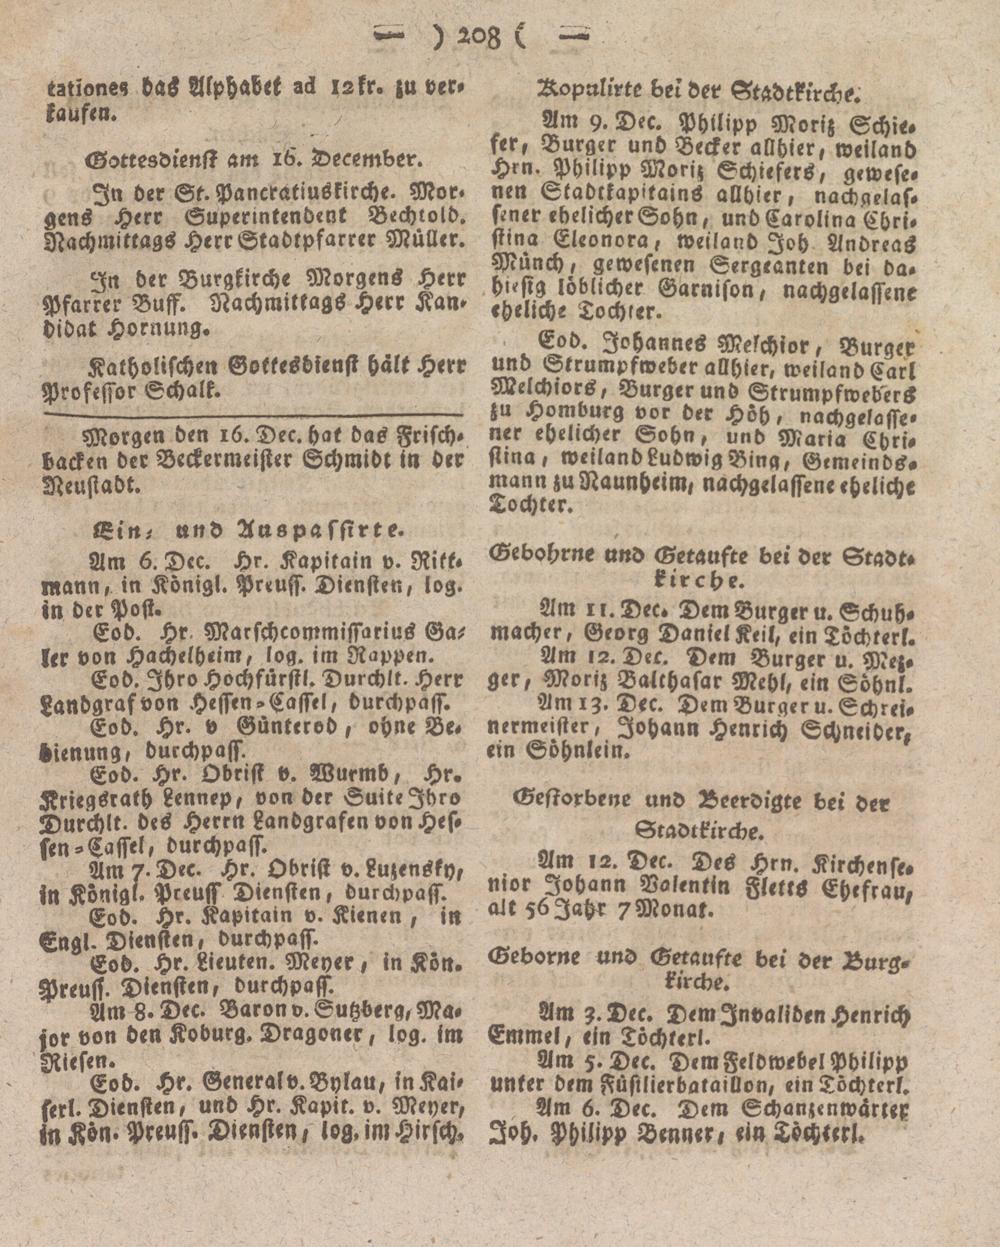 — ) 208 ( —
tationes das Alphabet ad 12 kr. zu ver-
kaufen.
Gottesdienst am 16. December.
In der St. Pancratiuskirche. Mor-
gens Herr Superintendent Bechtold.
Nachmittags Herr Stadtpfarrer Müller.
In der Burgkirche Morgens Herr
Pfarrer Buff. Nachmittags Herr Kan-
didat Hornung.
Katholischen Gottesdienst hält Herr
Professor Schalk.
Morgen den 16. Dec. hat das Frisch-
backen der Beckermeister Schmidt in der
Neustadt.
Ein- und Auspassirte.
Am 6. Dec. Hr. Kapitain v. Ritt-
mann, in Königl. Preuss. Diensten, log.
in der Post.
Eod. Hr. Marschcommissarius Ga-
ler von Hachelheim, log. im Rappen.
Eod. Ihro Hochfürstl. Durchlt. Herr
Landgraf von Hessen-Cassel, durchpass.
Eod. Hr. v Günterod, ohne Be-
dienung, durchpass.
Eod. Hr. Obrist v. Wurmb, Hr.
Kriegsrath Lennep, von der Suite Ihro
Durchlt. des Herrn Landgrafen von Hes-
sen-Cassel, durchpass.
Am 7. Dec. Hr. Obrist v. Luzensky,
in Königl. Preuss Diensten, durchpass.
Eod. Hr. Kapitain v. Kienen, in
Engl. Diensten, durchpass.
Eod. Hr. Lieuten. Meyer, in Kön.
Preuss. Diensten, durchpass.
Am 8. Dec. Baron v. Sutzberg, Ma-
jor von den Koburg. Dragoner, log. im
Riesen.
Eod. Hr. General v. Bylau, in Kai-
serl. Diensten, und Hr. Kapit. v. Meyer,
in Kön. Preuss. Diensten, log. im Hirsch.
Kopulirte bei der Stadtkirche.
Am 9. Dec. Philipp Moriz Schie-
fer, Burger und Becker allhier, weiland
Hrn. Philipp Moriz Schiefers, gewese-
nen Stadtkapitains allhier, nachgelas-
sener ehelicher Sohn, und Carolina Chri-
stina Eleonora, weiland Joh Andreas
Münch, gewesenen Sergeanten bei da-
hiesig löblicher Garnison, nachgelassene
eheliche Tochter.
Eod. Johannes Melchior, Burger
und Strumpfweber allhier, weiland Carl
Melchiors, Burger und Strumpfwebers
zu Homburg vor der Höh, nachgelasse-
ner ehelicher Sohn, und Maria Chri-
stina, weiland Ludwig Bing, Gemeinds-
mann zu Naunheim, nachgelassene eheliche
Tochter.
Gebohrne und Getaufte bei der Stadt-
kirche.
Am 11. Dec. Dem Burger u. Schuh-
macher, Georg Daniel Keil, ein Töchterl.
Am 12. Dec. Dem Burger u. Mez-
ger, Moriz Balthasar Mehl, ein Söhnl.
Am 13. Dec. Dem Burger u. Schrei-
nermeister, Johann Henrich Schneider,
ein Söhnlein.
Gestorbene und Beerdigte bei der
Stadtkirche.
Am 12. Dec. Des Hrn. Kirchense-
nior Johann Valentin Fletts Ehefrau,
alt 56 Jahr 7 Monat.
Geborne und Getaufte bei der Burg-
kirche.
Am 3. Dec. Dem Invaliden Henrich
Emmel, ein Töchterl.
Am 5. Dec. Dem Feldwebel Philipp
unter dem Füsilierbataillon, ein Töchterl.
Am 6. Dec. Dem Schanzenwärter
Joh. Philipp Benner, ein Töchterl.